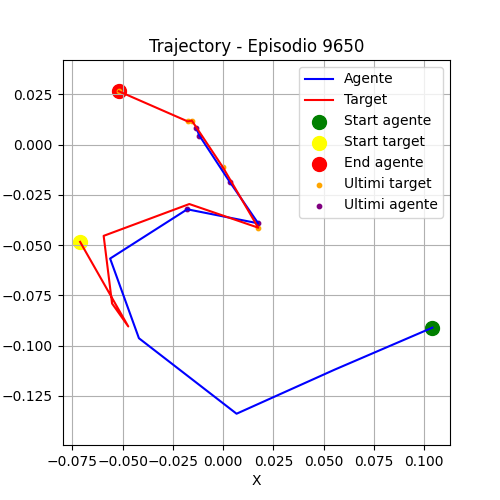 Trajectory - Episodio 9650
Agente
Target
Start agente
Start target
End agente
Ultimi target
Ultimi agente
0.025
0.000
−0.025
−0.050
−0.075
−0.100
−0.125
−0.075 −0.050 −0.025 0.000 0.025 0.050 0.075 0.100
X